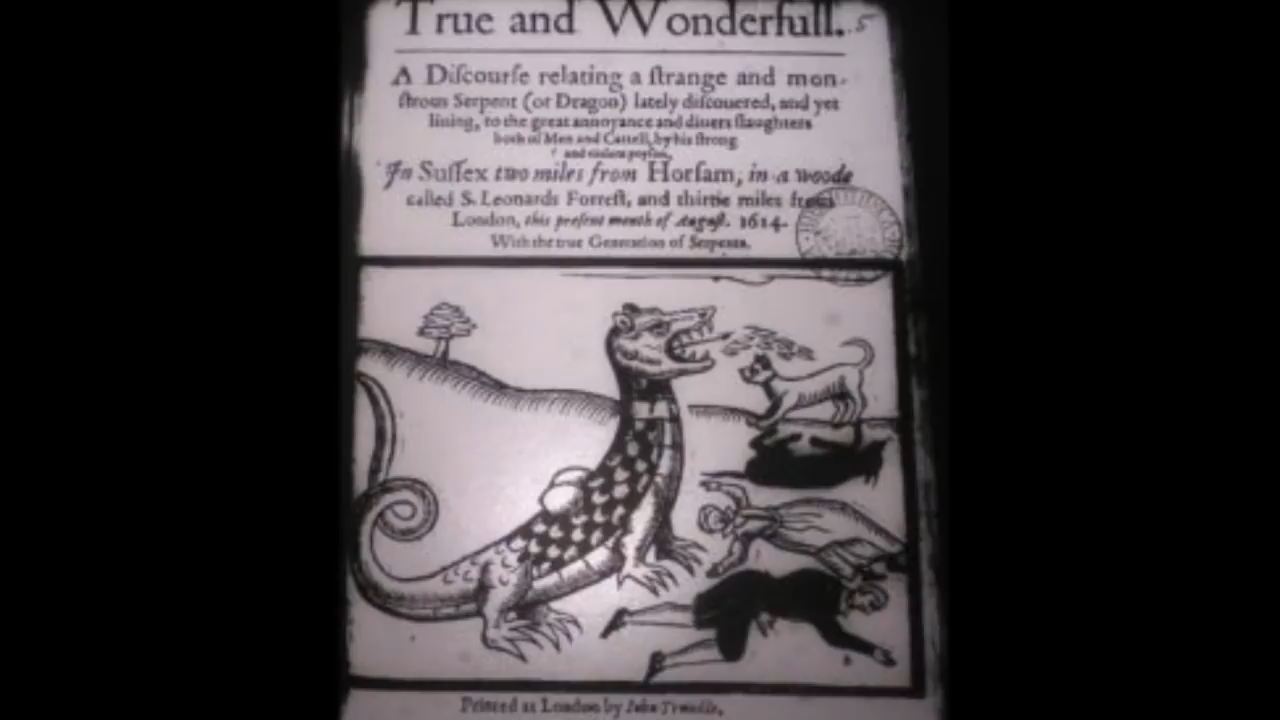 True and Wonderfull. 5
A Diſcourſe relating a ſtrange and mon-
ſtrous Serpent (or Dragon) lately diſcouered, and yet
liuing, to the great annoyance and diuers ſlaughters
both of Men and Cattell, by his ſtrong
and violent poyſon,
In Suſſex two miles from Horſam, in a woode
called S. Leonards Forreſt, and thirtie miles from
London, this preſent month of Auguſt. 1614.
With the true Generation of Serpents.
Printed at London by John Trundle,